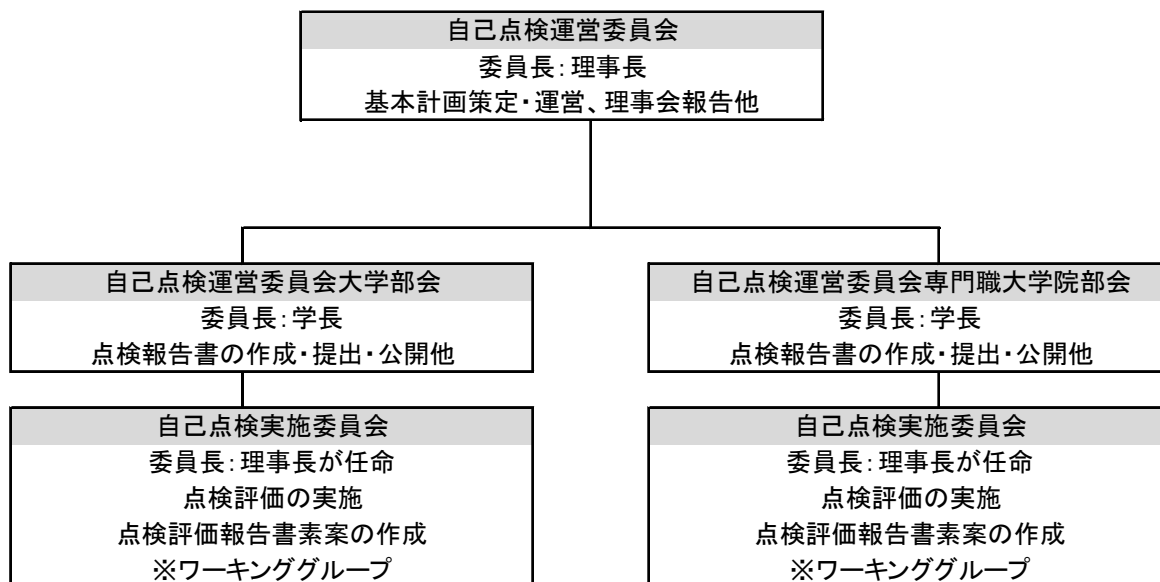 自己点検運営委員会
委員長：理事長
基本計画策定・運営、理事会報告他
自己点検運営委員会大学部会
委員長：学長
点検報告書の作成・提出・公開他
自己点検運営委員会専門職大学院部会
委員長：学長
点検報告書の作成・提出・公開他
自己点検実施委員会
委員長：理事長が任命
点検評価の実施
点検評価報告書素案の作成
※ワーキンググループ
自己点検実施委員会
委員長：理事長が任命
点検評価の実施
点検評価報告書素案の作成
※ワーキンググループ